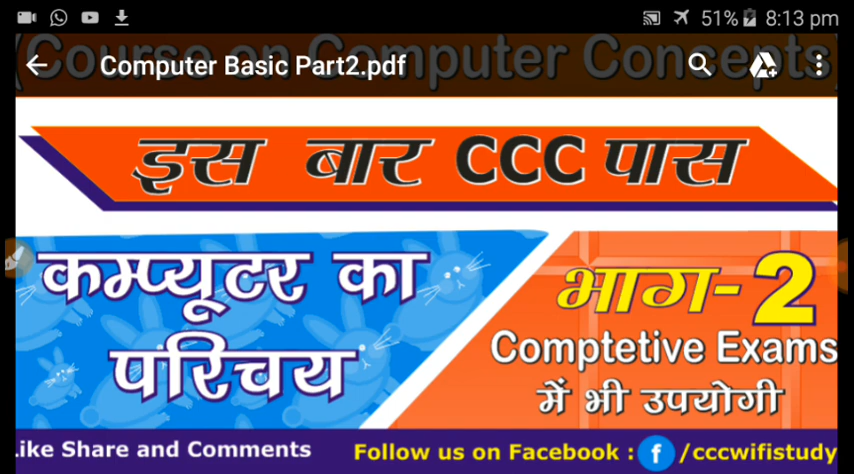 51% 8:13 pm
(Course on Computer Concepts)
Computer Basic Part2.pdf
इस बार CCC पास
कम्प्यूटर का
परिचय
भाग-2
Comptetive Exams
में भी उपयोगी
ike Share and Comments
Follow us on Facebook : f /cccwifistudy